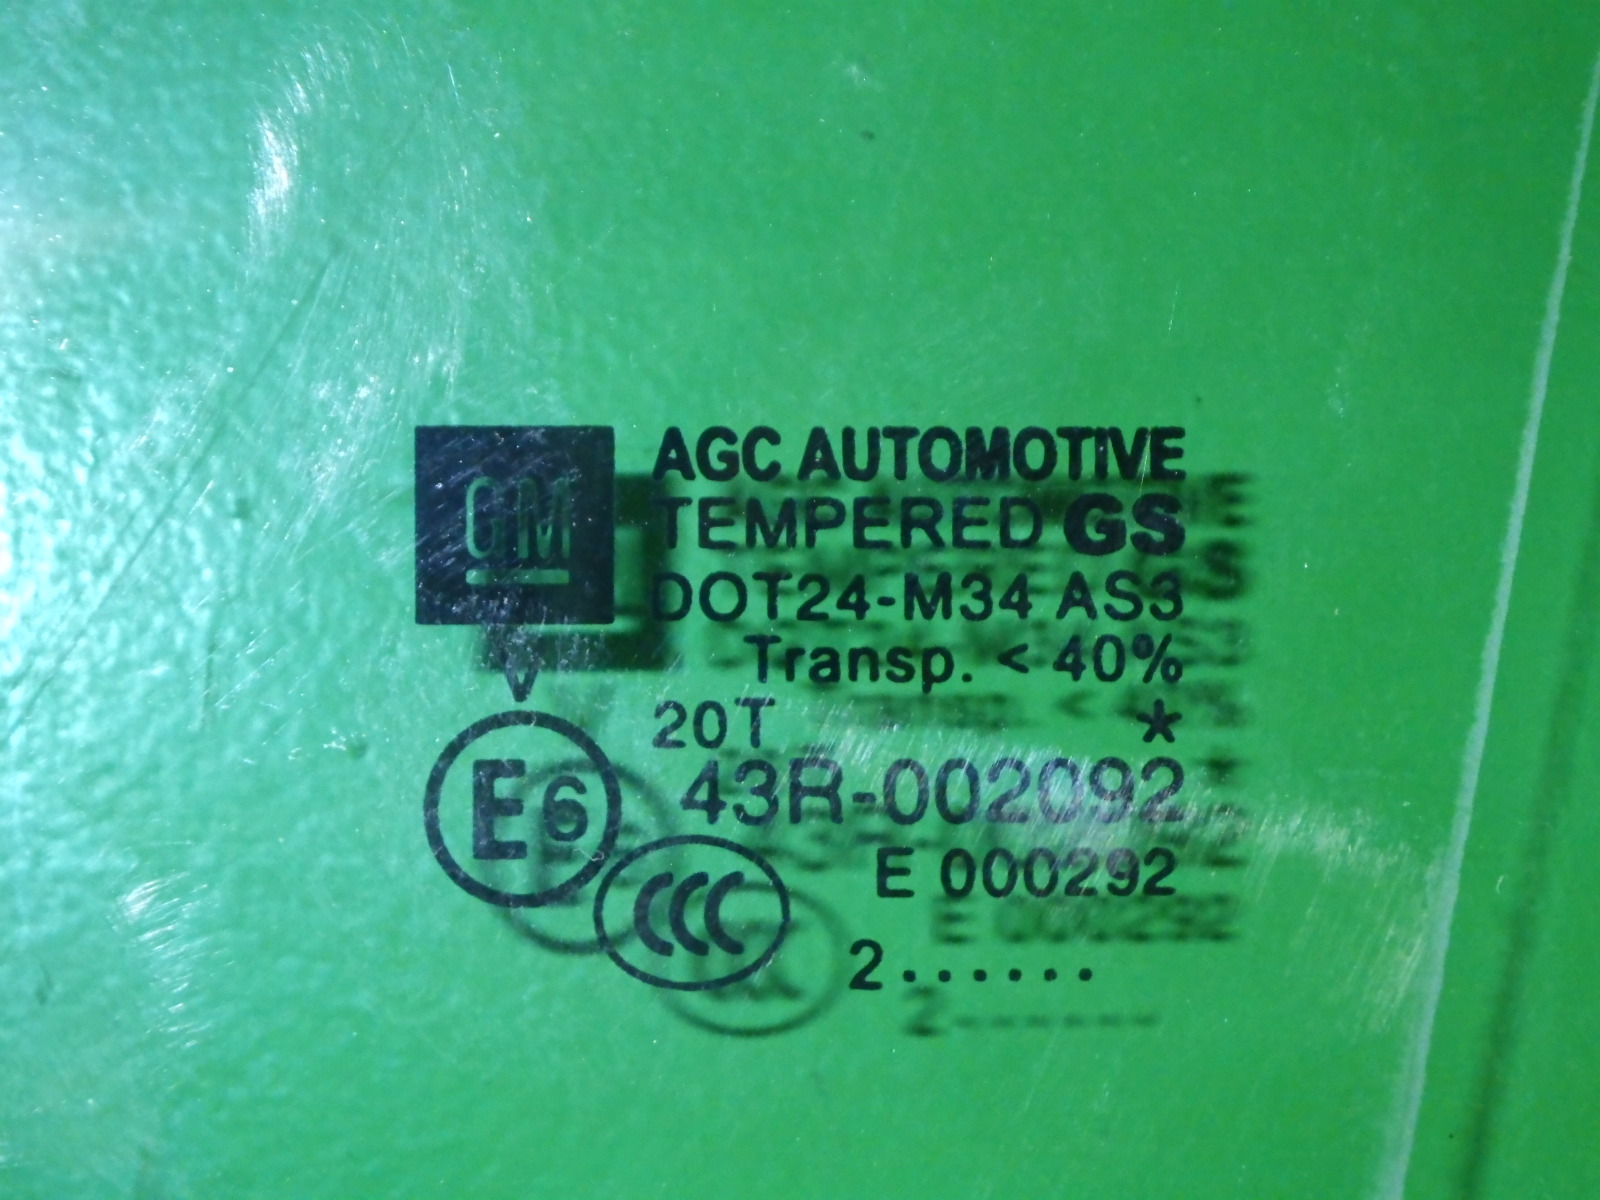 GM
AGC AUTOMOTIVE
TEMPERED GS
DOT24-M34 AS3
Transp. < 40%
20T *
E6 43R-002092
CCC E 000292
2......